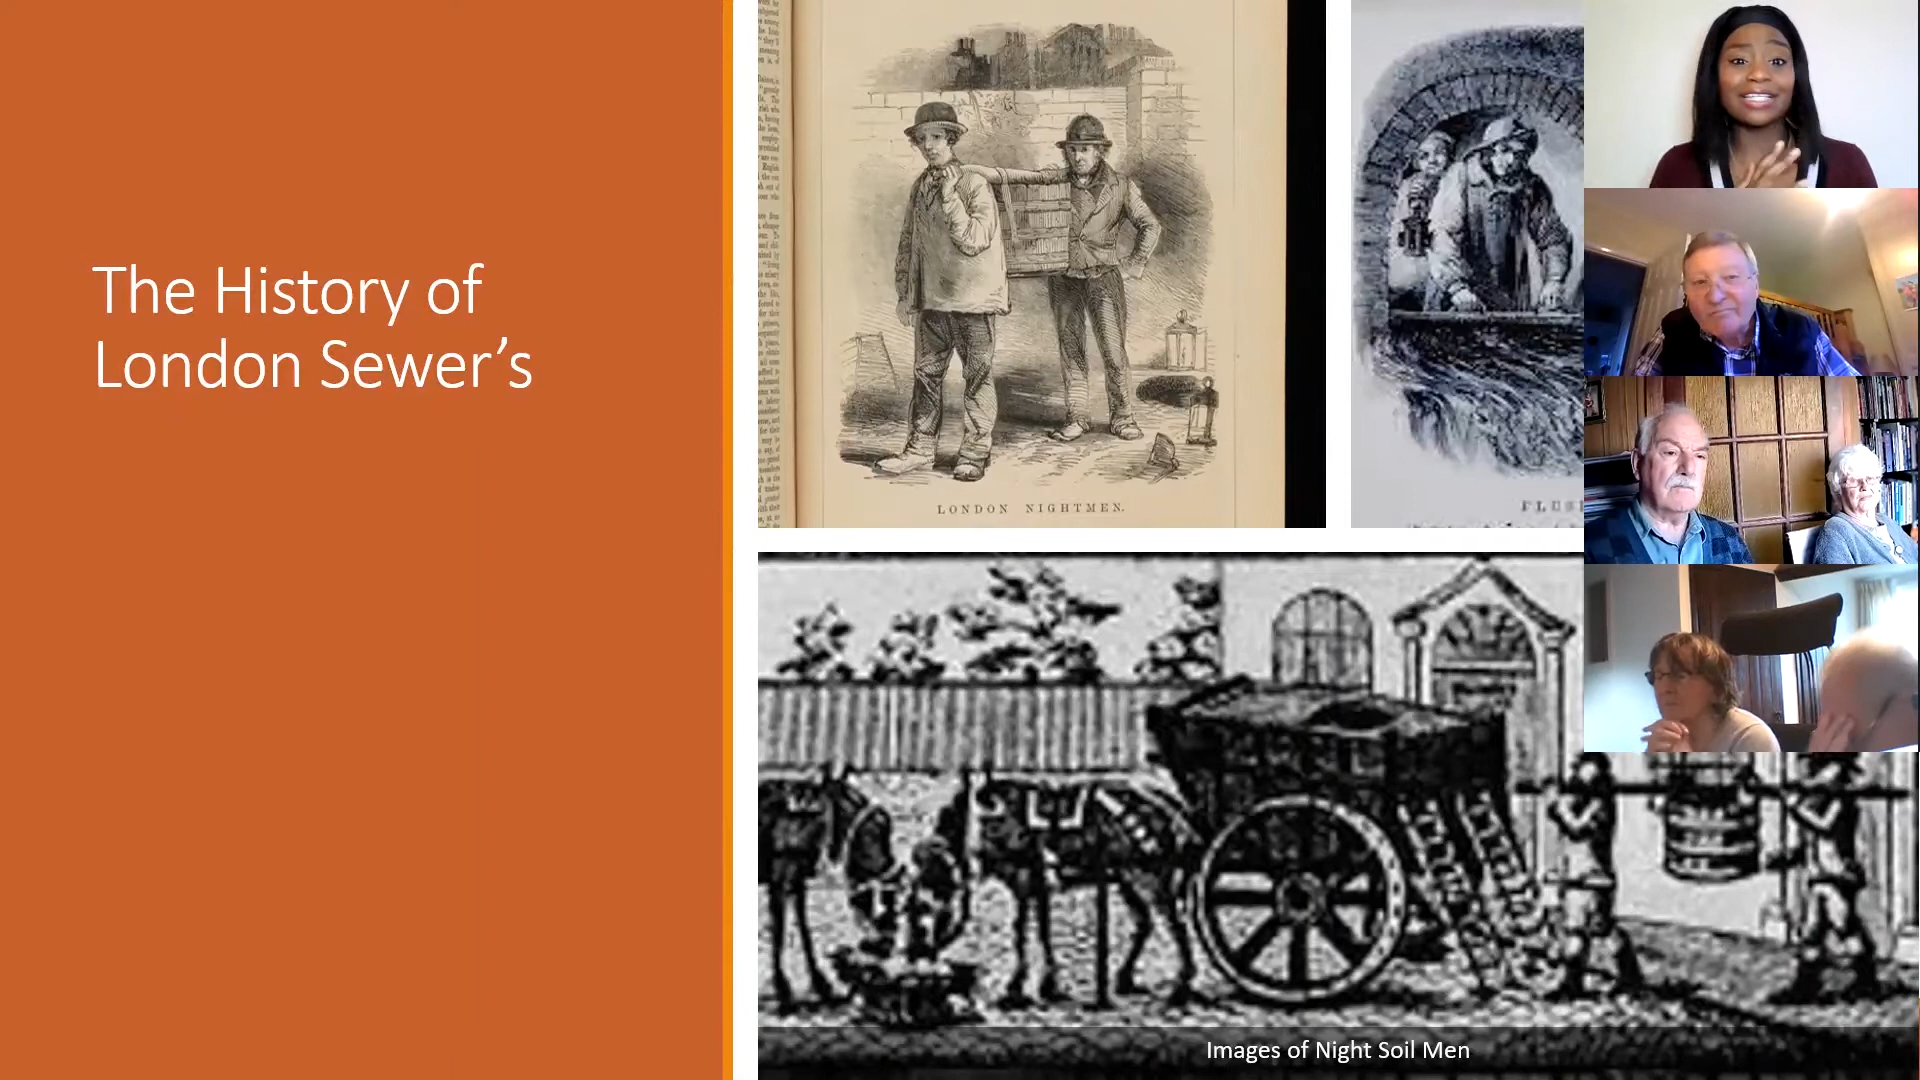 The History of
London Sewer’s
LONDON NIGHTMEN.
Images of Night Soil Men